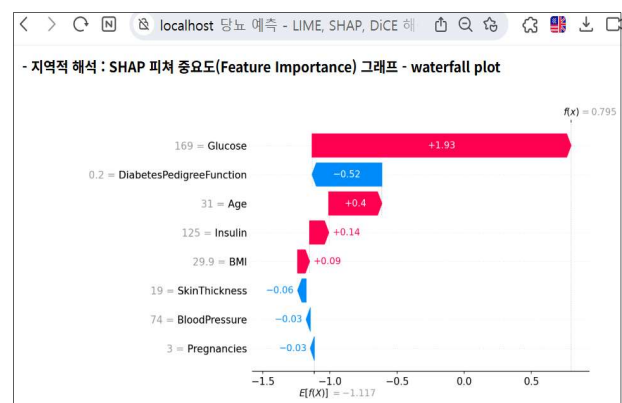 localhost 당뇨 예측 - LIME, SHAP, DiCE 해
- 지역적 해석 : SHAP 피쳐 중요도(Feature Importance) 그래프 - waterfall plot
f(x) = 0.795
169 = Glucose +1.93
0.2 = DiabetesPedigreeFunction −0.52
31 = Age +0.4
125 = Insulin +0.14
29.9 = BMI +0.09
19 = SkinThickness −0.06
74 = BloodPressure −0.03
3 = Pregnancies −0.03
−1.5 −1.0 −0.5 0.0 0.5
E[f(X)] = −1.117